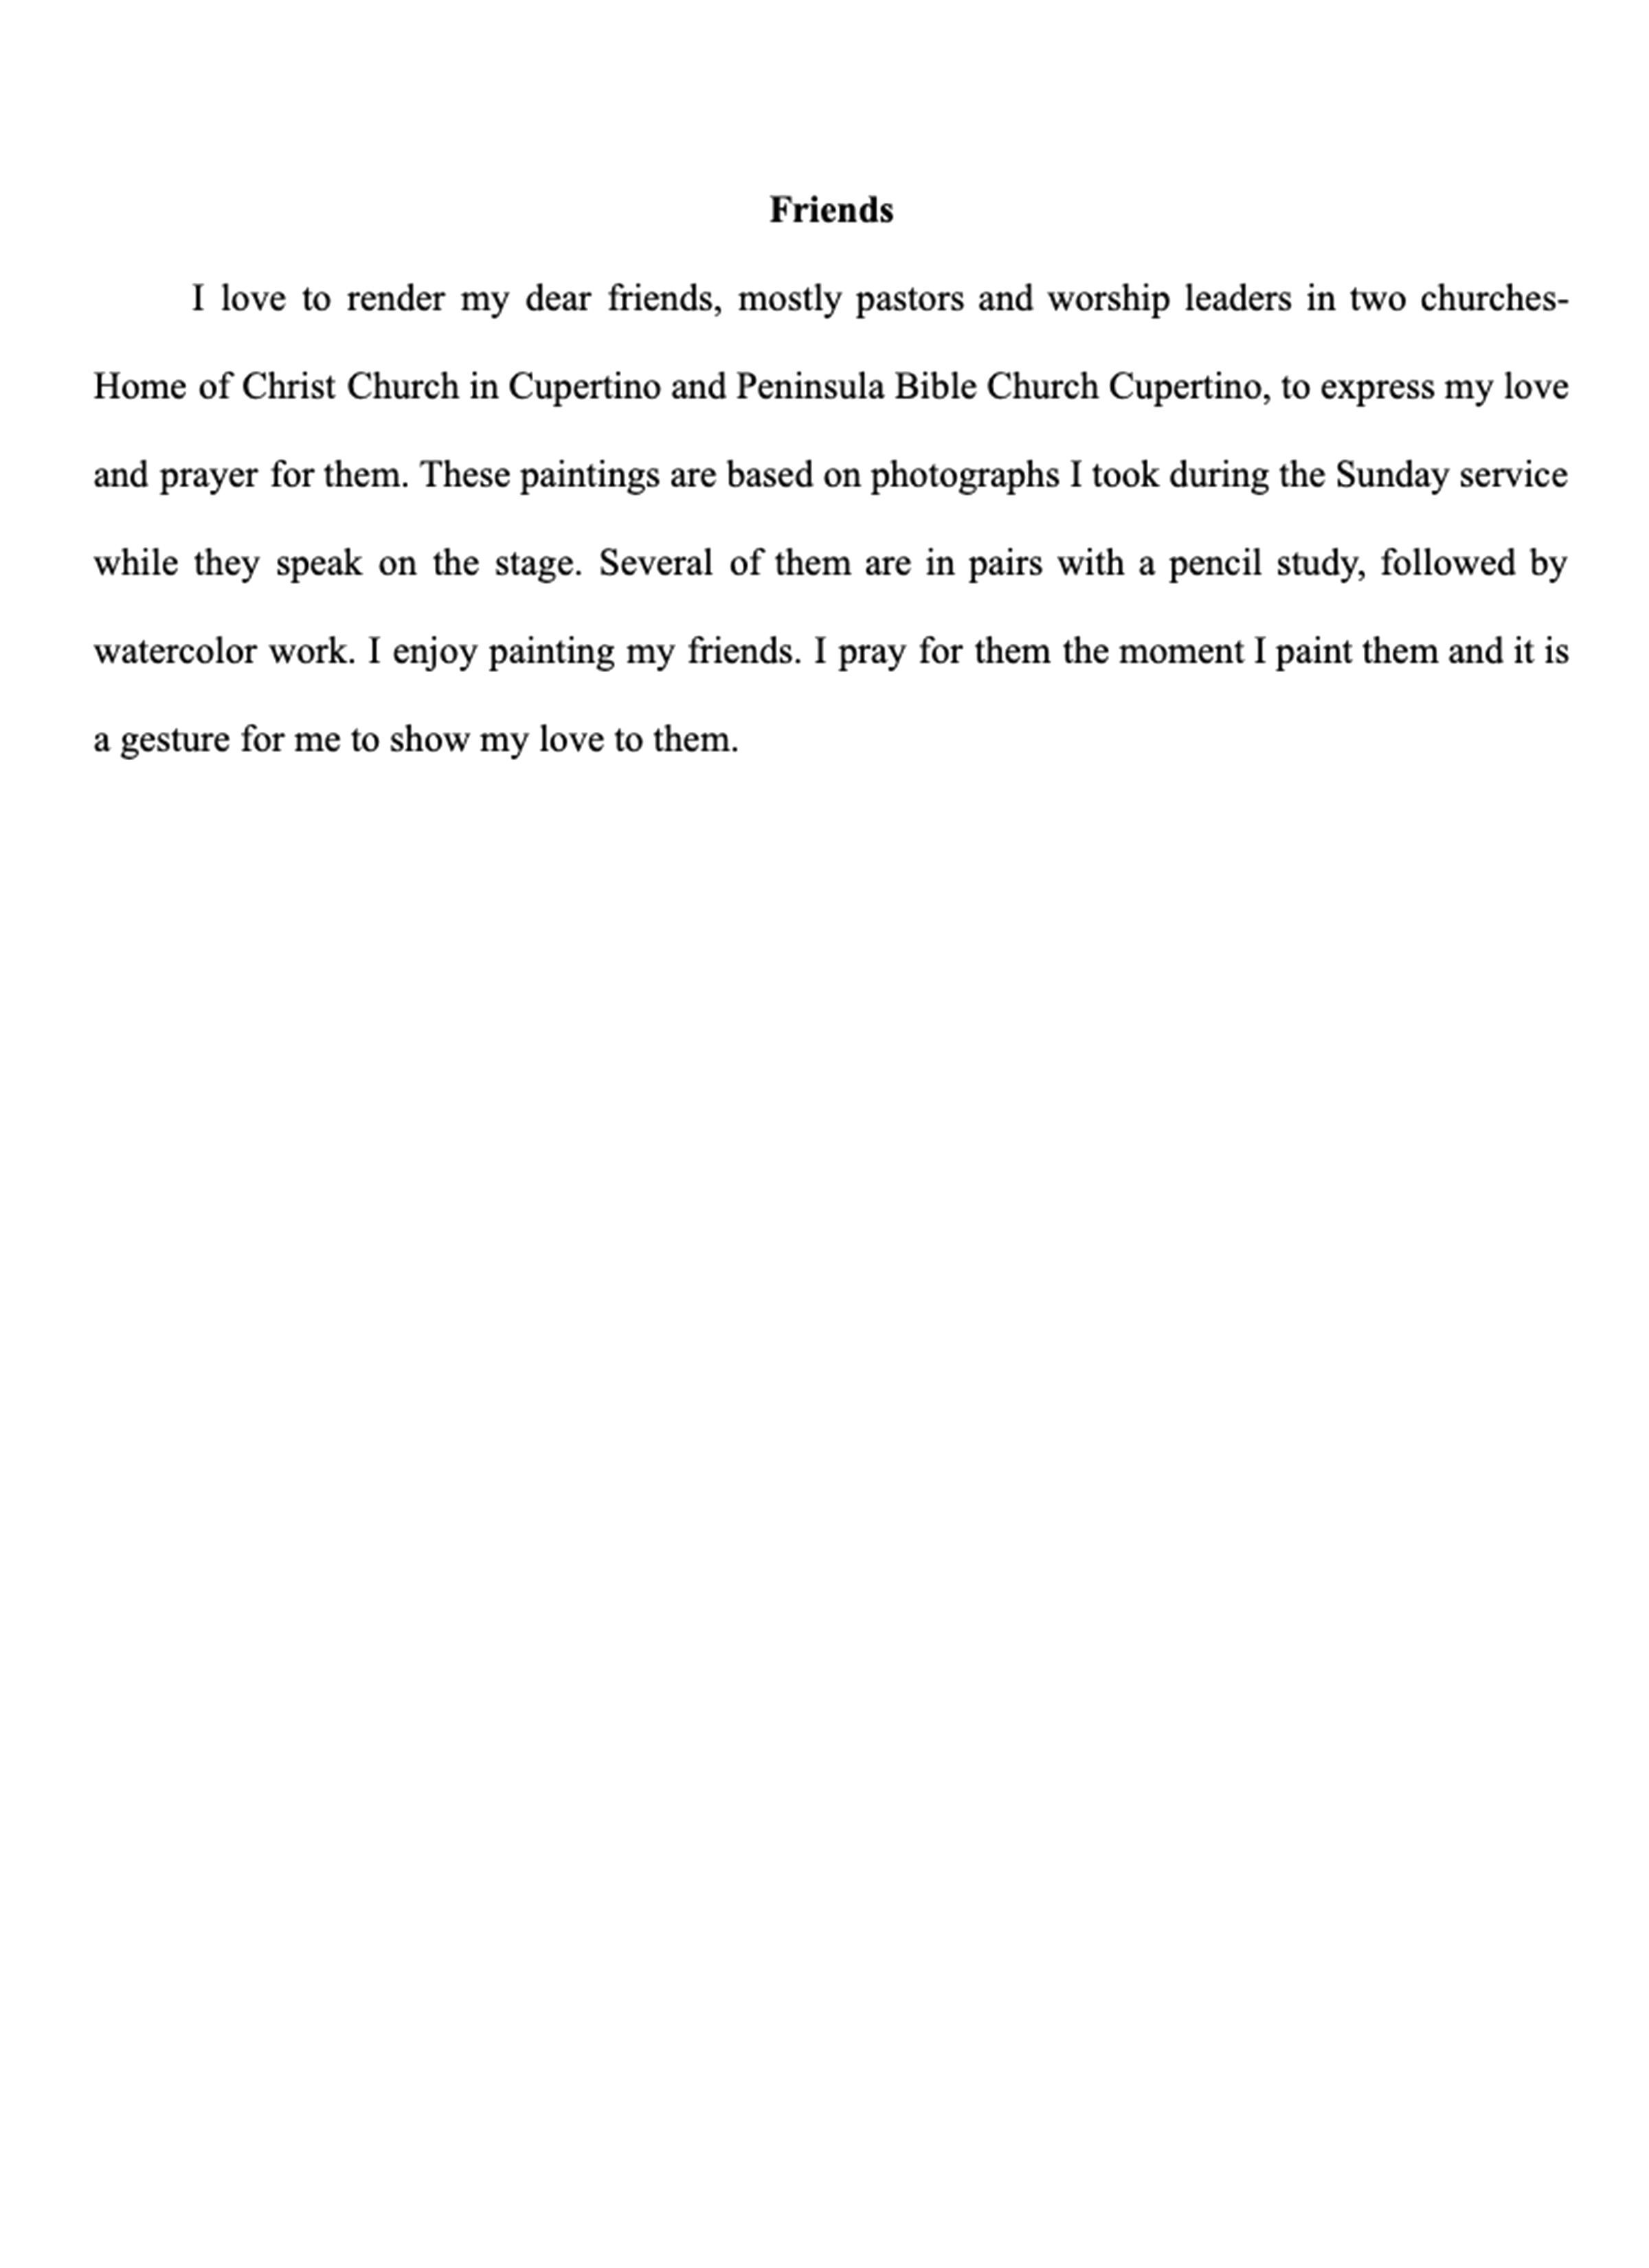 Friends
I love to render my dear friends, mostly pastors and worship leaders in two churches-
Home of Christ Church in Cupertino and Peninsula Bible Church Cupertino, to express my love
and prayer for them. These paintings are based on photographs I took during the Sunday service
while they speak on the stage. Several of them are in pairs with a pencil study, followed by
watercolor work. I enjoy painting my friends. I pray for them the moment I paint them and it is
a gesture for me to show my love to them.